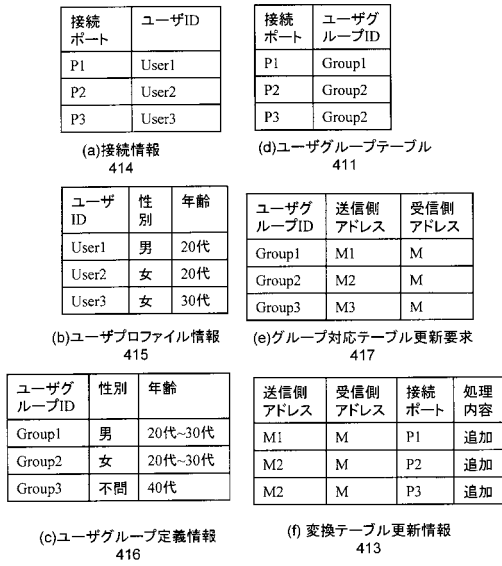 接続ポート ユーザID
P1 User1
P2 User2
P3 User3
(a)接続情報
414
接続ポート ユーザグループID
P1 Group1
P2 Group2
P3 Group2
(d)ユーザグループテーブル
411
ユーザID 性別 年齢
User1 男 20代
User2 女 20代
User3 女 30代
(b)ユーザプロファイル情報
415
ユーザグループID 送信側アドレス 受信側アドレス
Group1 M1 M
Group2 M2 M
Group3 M3 M
(e)グループ対応テーブル更新要求
417
ユーザグループID 性別 年齢
Group1 男 20代~30代
Group2 女 20代~30代
Group3 不問 40代
(c)ユーザグループ定義情報
416
送信側アドレス 受信側アドレス 接続ポート 処理内容
M1 M P1 追加
M2 M P2 追加
M2 M P3 追加
(f) 変換テーブル更新情報
413